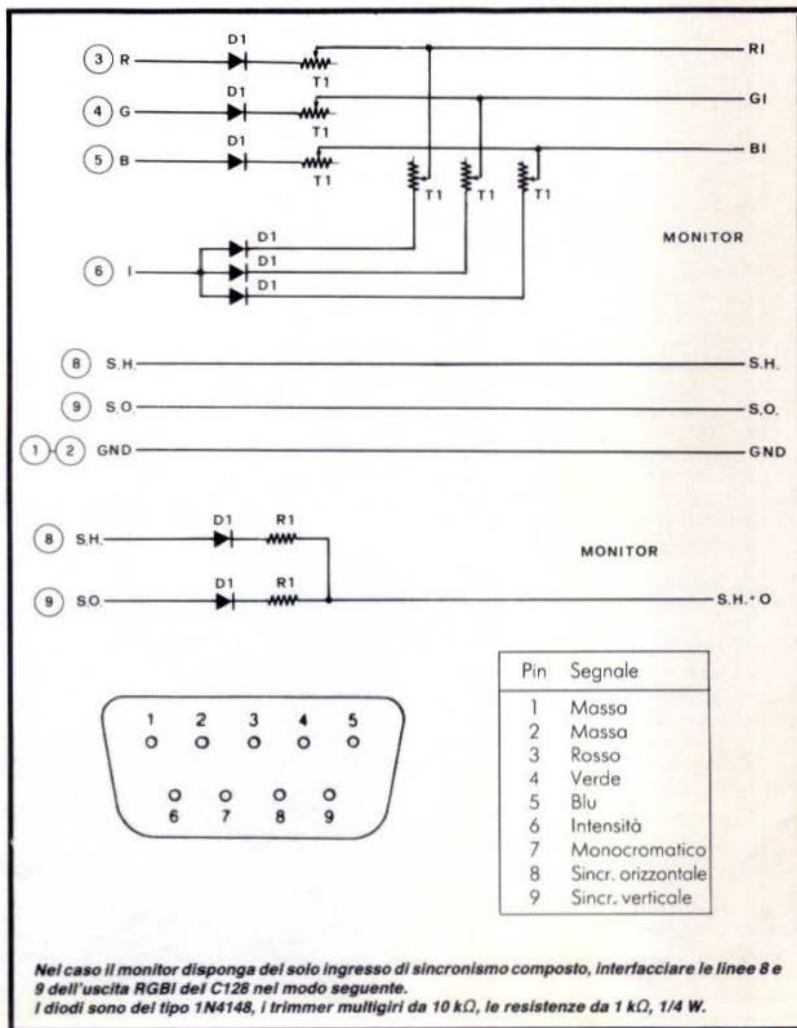 D1
3 R RI
T1
D1
4 G GI
T1
D1
5 B BI
T1
T1 T1 T1
MONITOR
D1
6 I D1
D1
8 S.H. S.H.
9 S.O. S.O.
1-2 GND GND
D1 R1
8 S.H.
MONITOR
D1 R1
9 S.O. S.H.+O
Pin Segnale
1 Massa
2 Massa
3 Rosso
4 Verde
5 Blu
6 Intensità
7 Monocromatico
8 Sincr. orizzontale
9 Sincr. verticale
1 2 3 4 5
6 7 8 9
Nel caso il monitor disponga del solo ingresso di sincronismo composto, interfacciare le linee 8 e
9 dell'uscita RGBI del C128 nel modo seguente.
I diodi sono del tipo 1N4148, i trimmer multigiri da 10 kΩ, le resistenze da 1 kΩ, 1/4 W.